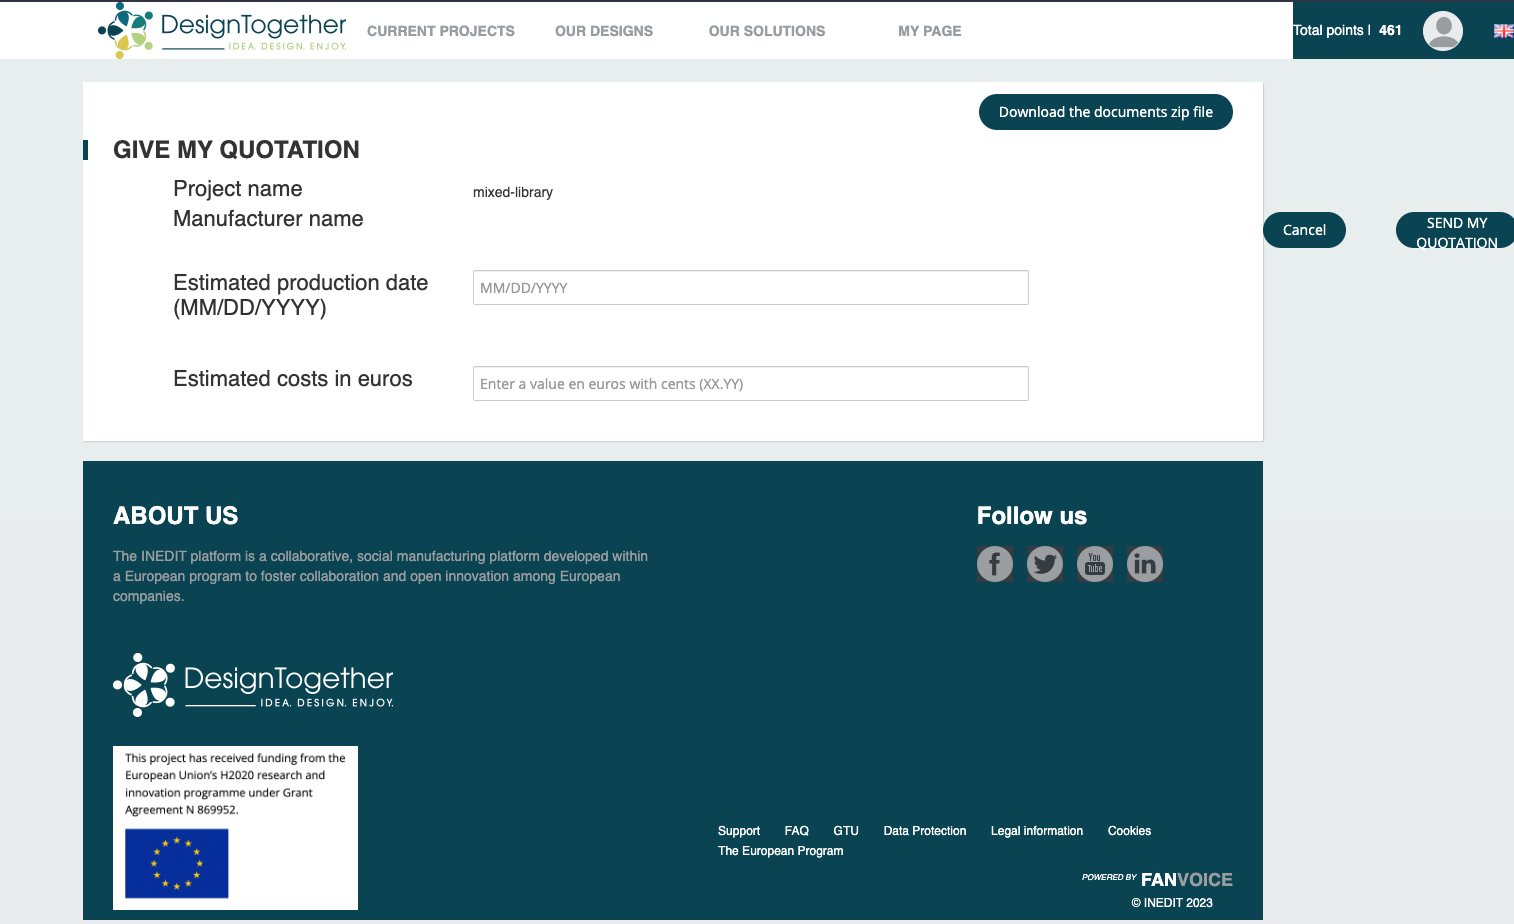 DesignTogether
IDEA. DESIGN. ENJOY.
CURRENT PROJECTS
OUR DESIGNS
OUR SOLUTIONS
MY PAGE
Total points | 461
Download the documents zip file
GIVE MY QUOTATION
Project name
mixed-library
Manufacturer name
Cancel
SEND MY
QUOTATION
Estimated production date
(MM/DD/YYYY)
MM/DD/YYYY
Estimated costs in euros
Enter a value en euros with cents (XX.YY)
ABOUT US
The INEDIT platform is a collaborative, social manufacturing platform developed within
a European program to foster collaboration and open innovation among European
companies.
Follow us
You
Tube
in
DesignTogether
IDEA. DESIGN. ENJOY.
This project has received funding from the
European Union's H2020 research and
innovation programme under Grant
Agreement N 869952.
Support
FAQ
GTU
Data Protection
Legal information
Cookies
The European Program
POWERED BY FANVOICE
© INEDIT 2023